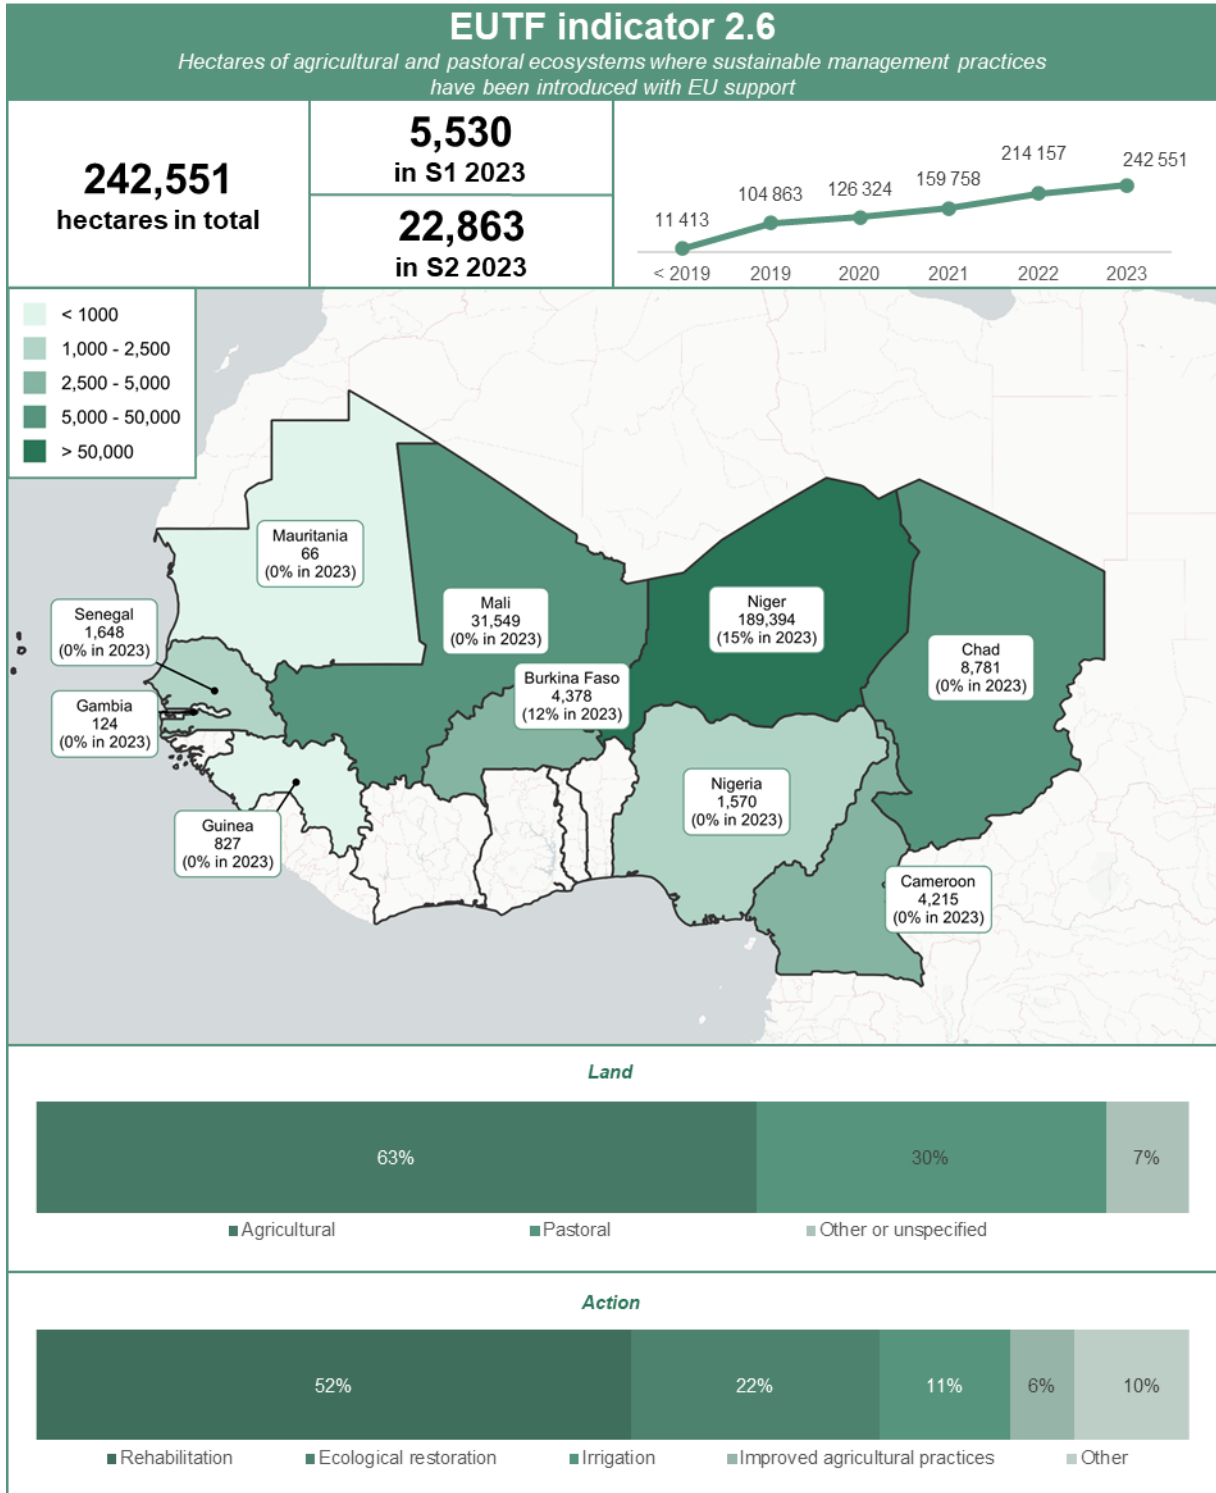 EUTF indicator 2.6
Hectares of agricultural and pastoral ecosystems where sustainable management practices
have been introduced with EU support
242,551
hectares in total
5,530
in S1 2023
22,863
in S2 2023
11 413
104 863
126 324
159 758
214 157
242 551
< 2019
2019
2020
2021
2022
2023
< 1000
1,000 - 2,500
2,500 - 5,000
5,000 - 50,000
> 50,000
Mauritania
66
(0% in 2023)
Senegal
1,648
(0% in 2023)
Mali
31,549
(0% in 2023)
Niger
189,394
(15% in 2023)
Chad
8,781
(0% in 2023)
Burkina Faso
4,378
(12% in 2023)
Gambia
124
(0% in 2023)
Nigeria
1,570
(0% in 2023)
Guinea
827
(0% in 2023)
Cameroon
4,215
(0% in 2023)
Land
63%
30%
7%
Agricultural
Pastoral
Other or unspecified
Action
52%
22%
11%
6%
10%
Rehabilitation
Ecological restoration
Irrigation
Improved agricultural practices
Other